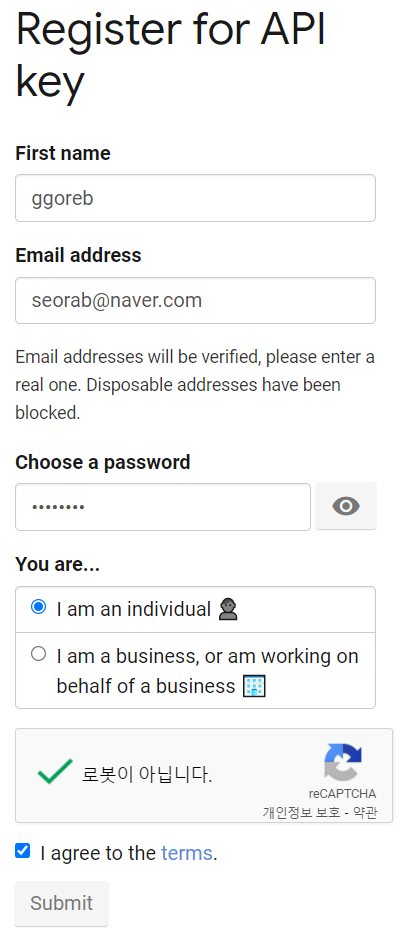 Register for API
key
First name
ggoreb
Email address
seorab@naver.com
Email addresses will be verified, please enter a
real one. Disposable addresses have been
blocked.
Choose a password
••••••••
You are...
I am an individual
I am a business, or am working on
behalf of a business
로봇이 아닙니다.
reCAPTCHA
개인정보 보호 - 약관
I agree to the terms.
Submit